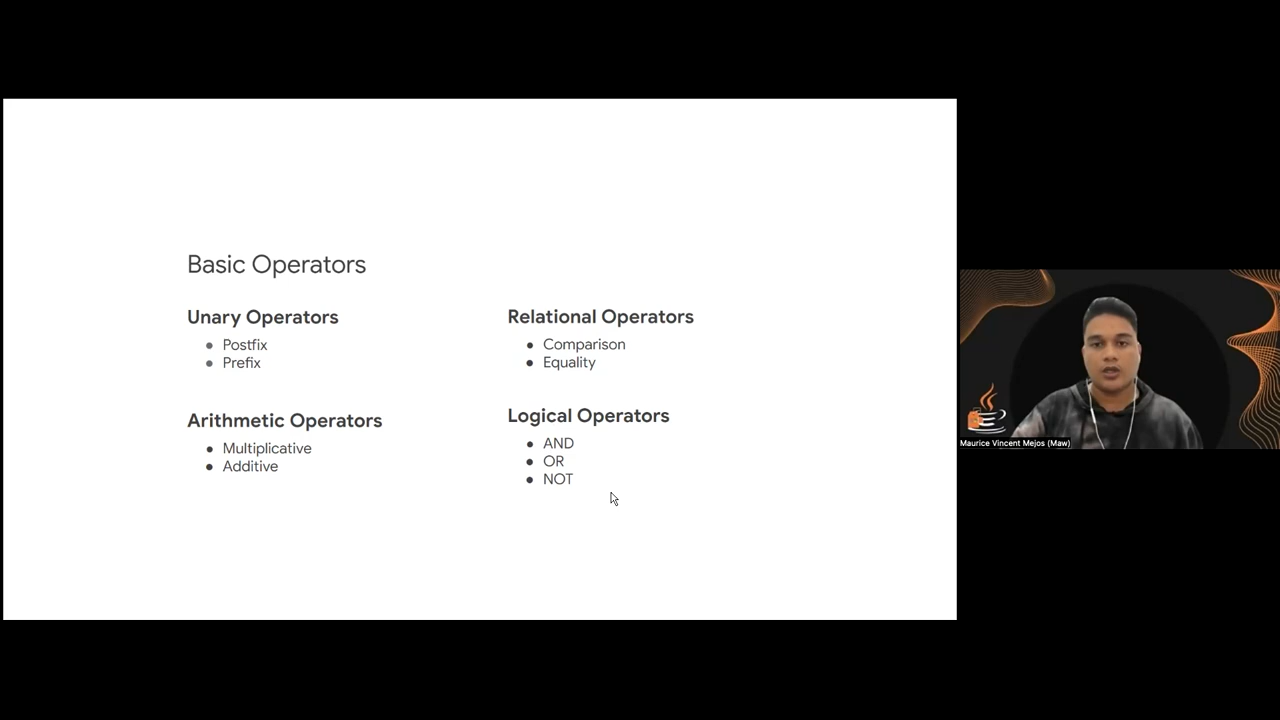 Basic Operators
Unary Operators
● Postfix
● Prefix
Arithmetic Operators
● Multiplicative
● Additive
Relational Operators
● Comparison
● Equality
Logical Operators
● AND
● OR
● NOT
Maurice Vincent Mejos (Maw)